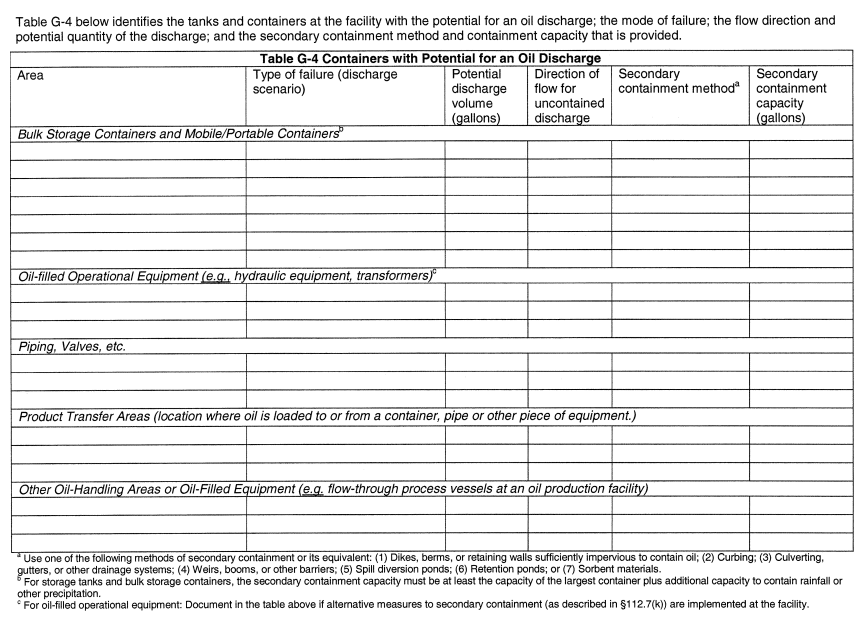 Table G-4 below identifies the tanks and containers at the facility with the potential for an oil discharge; the mode of failure; the flow direction and
potential quantity of the discharge; and the secondary containment method and containment capacity that is provided.
Table G-4 Containers with Potential for an Oil Discharge
Area
Type of failure (discharge
scenario)
Potential
discharge
volume
(gallons)
Direction of
flow for
uncontained
discharge
Secondary
containment methodª
Secondary
containment
capacity
(gallons)
Bulk Storage Containers and Mobile/Portable Containersᵇ
Oil-filled Operational Equipment (e.g., hydraulic equipment, transformers)ᶜ
Piping, Valves, etc.
Product Transfer Areas (location where oil is loaded to or from a container, pipe or other piece of equipment.)
Other Oil-Handling Areas or Oil-Filled Equipment (e.g. flow-through process vessels at an oil production facility)
ª Use one of the following methods of secondary containment or its equivalent: (1) Dikes, berms, or retaining walls sufficiently impervious to contain oil; (2) Curbing; (3) Culverting,
gutters, or other drainage systems; (4) Weirs, booms, or other barriers; (5) Spill diversion ponds; (6) Retention ponds; or (7) Sorbent materials.
ᵇ For storage tanks and bulk storage containers, the secondary containment capacity must be at least the capacity of the largest container plus additional capacity to contain rainfall or
other precipitation.
ᶜ For oil-filled operational equipment: Document in the table above if alternative measures to secondary containment (as described in §112.7(k)) are implemented at the facility.